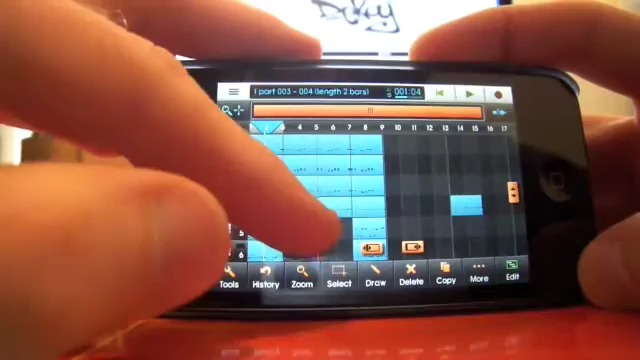 1 part 003 - 004 (length 2 bars) 001:04
4 5 6 7 8 9 10 11 12 13 14 15 16 17
5
6
Tools History Zoom Select Draw Delete Copy More Edit